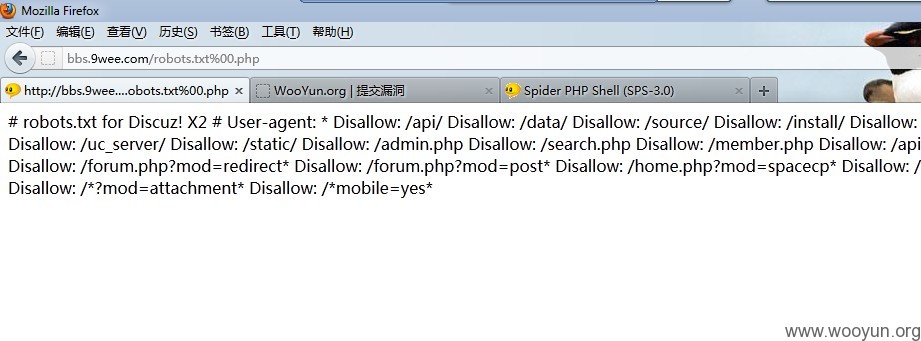 Mozilla Firefox
文件(F) 编辑(E) 查看(V) 历史(S) 书签(B) 工具(T) 帮助(H)
bbs.9wee.com/robots.txt%00.php
http://bbs.9wee....obots.txt%00.php × WooYun.org | 提交漏洞 × Spider PHP Shell (SPS-3.0) × +
# robots.txt for Discuz! X2 # User-agent: * Disallow: /api/ Disallow: /data/ Disallow: /source/ Disallow: /install/ Disallow:
Disallow: /uc_server/ Disallow: /static/ Disallow: /admin.php Disallow: /search.php Disallow: /member.php Disallow: /api
Disallow: /forum.php?mod=redirect* Disallow: /forum.php?mod=post* Disallow: /home.php?mod=spacecp* Disallow: /
Disallow: /*?mod=attachment* Disallow: /*mobile=yes*
www.wooyun.org